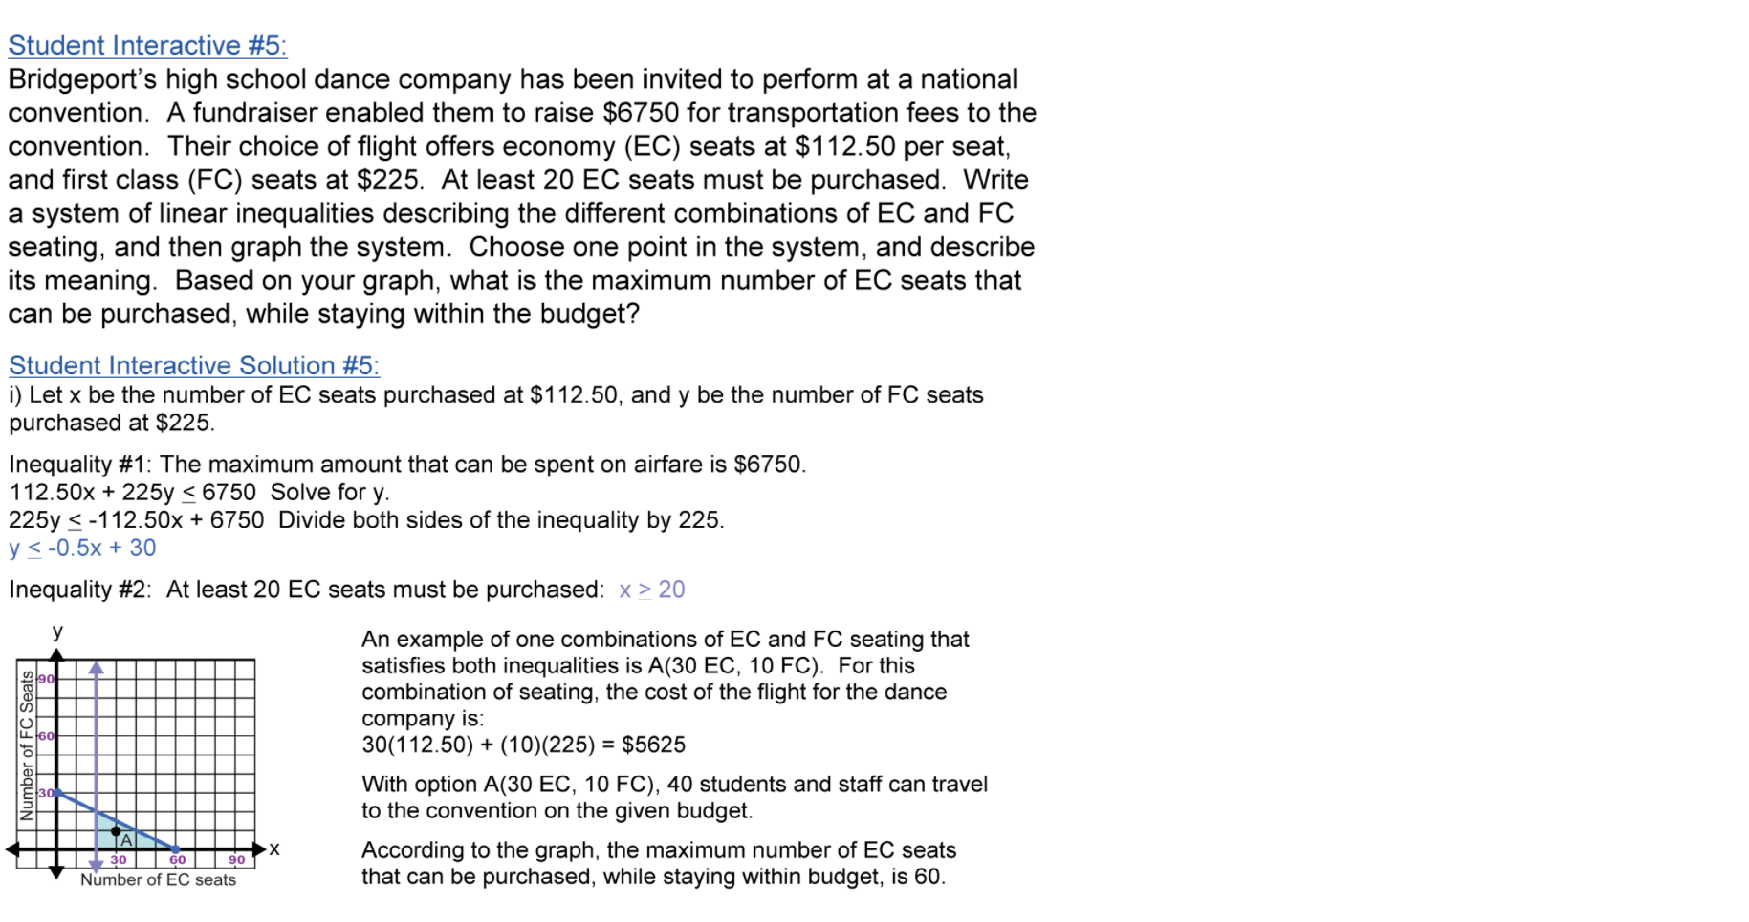 Student Interactive #5:
Bridgeport's high school dance company has been invited to perform at a national
convention.  A fundraiser enabled them to raise $6750 for transportation fees to the
convention.  Their choice of flight offers economy (EC) seats at $112.50 per seat,
and first class (FC) seats at $225.  At least 20 EC seats must be purchased.  Write
a system of linear inequalities describing the different combinations of EC and FC
seating, and then graph the system.  Choose one point in the system, and describe
its meaning.  Based on your graph, what is the maximum number of EC seats that
can be purchased, while staying within the budget?
Student Interactive Solution #5:
i) Let x be the number of EC seats purchased at $112.50, and y be the number of FC seats
purchased at $225.
Inequality #1: The maximum amount that can be spent on airfare is $6750.
112.50x + 225y ≤ 6750  Solve for y.
225y ≤ -112.50x + 6750  Divide both sides of the inequality by 225.
y ≤ -0.5x + 30
Inequality #2:  At least 20 EC seats must be purchased:  x ≥ 20
y
Number of FC Seats
90
60
30
A
x
30 60 90
Number of EC seats
An example of one combinations of EC and FC seating that
satisfies both inequalities is A(30 EC, 10 FC).  For this
combination of seating, the cost of the flight for the dance
company is:
30(112.50) + (10)(225) = $5625
With option A(30 EC, 10 FC), 40 students and staff can travel
to the convention on the given budget.
According to the graph, the maximum number of EC seats
that can be purchased, while staying within budget, is 60.